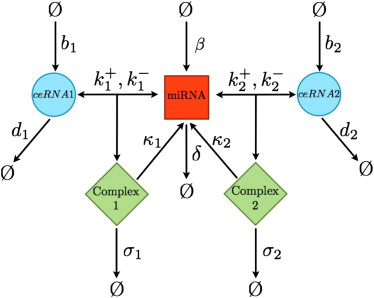 Ø Ø Ø
b₁ β b₂
ceRNA1 k₁⁺, k₁⁻ miRNA k₂⁺, k₂⁻ ceRNA2
d₁ κ₁ δ κ₂ d₂
Ø Ø Ø
Complex Complex
1 2
σ₁ σ₂
Ø Ø